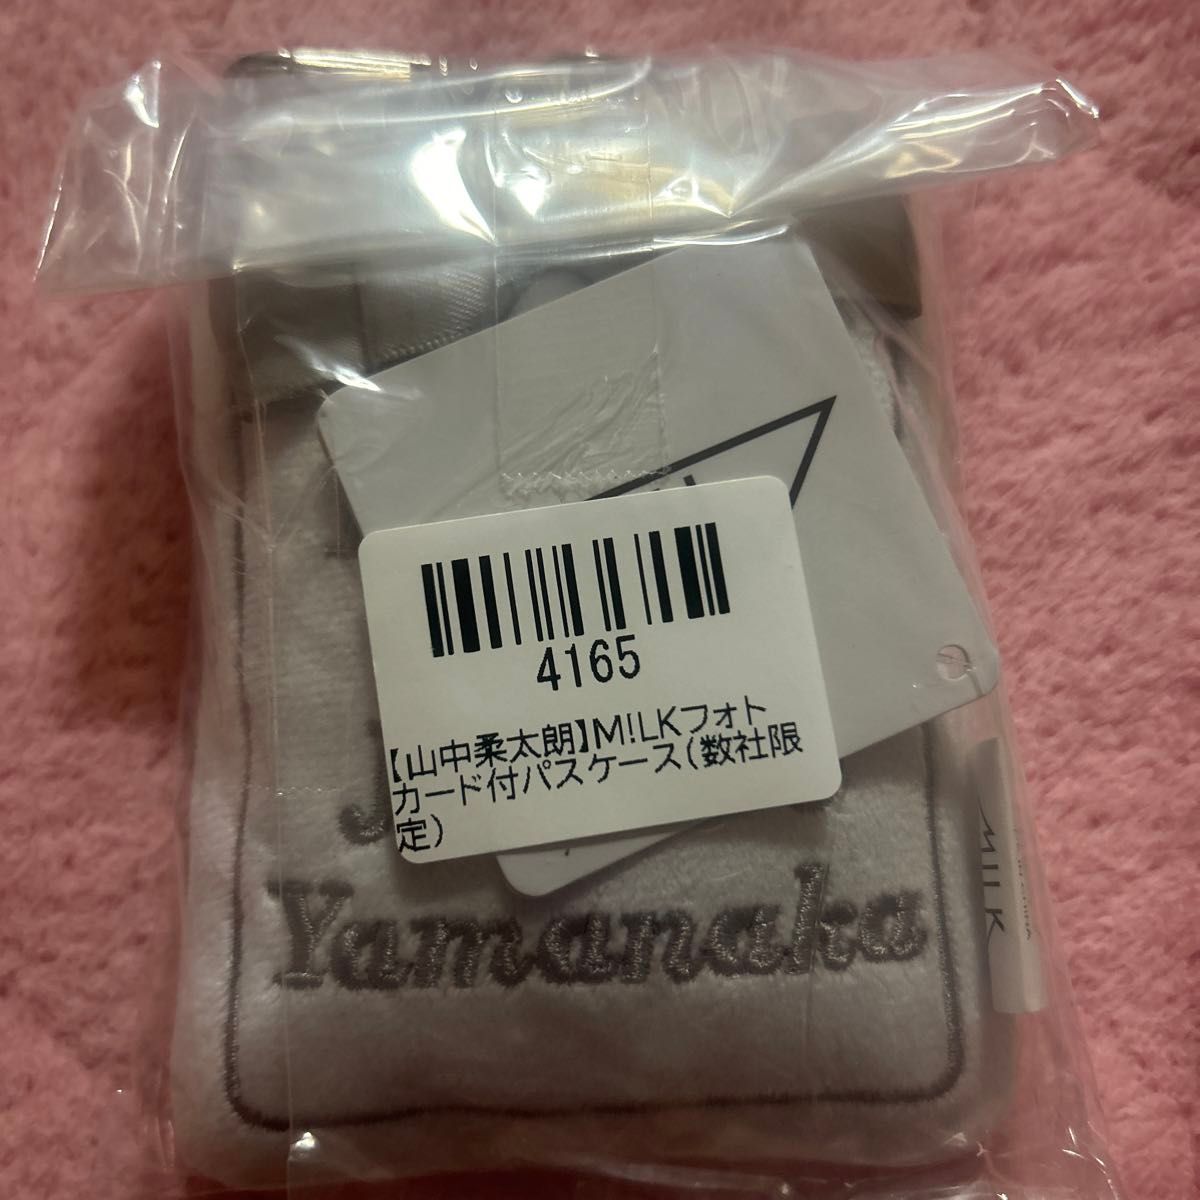 4165
【山中柔太朗】M!LKフォト
カード付パスケース(数社限
定)
Yamanaka
M!LK